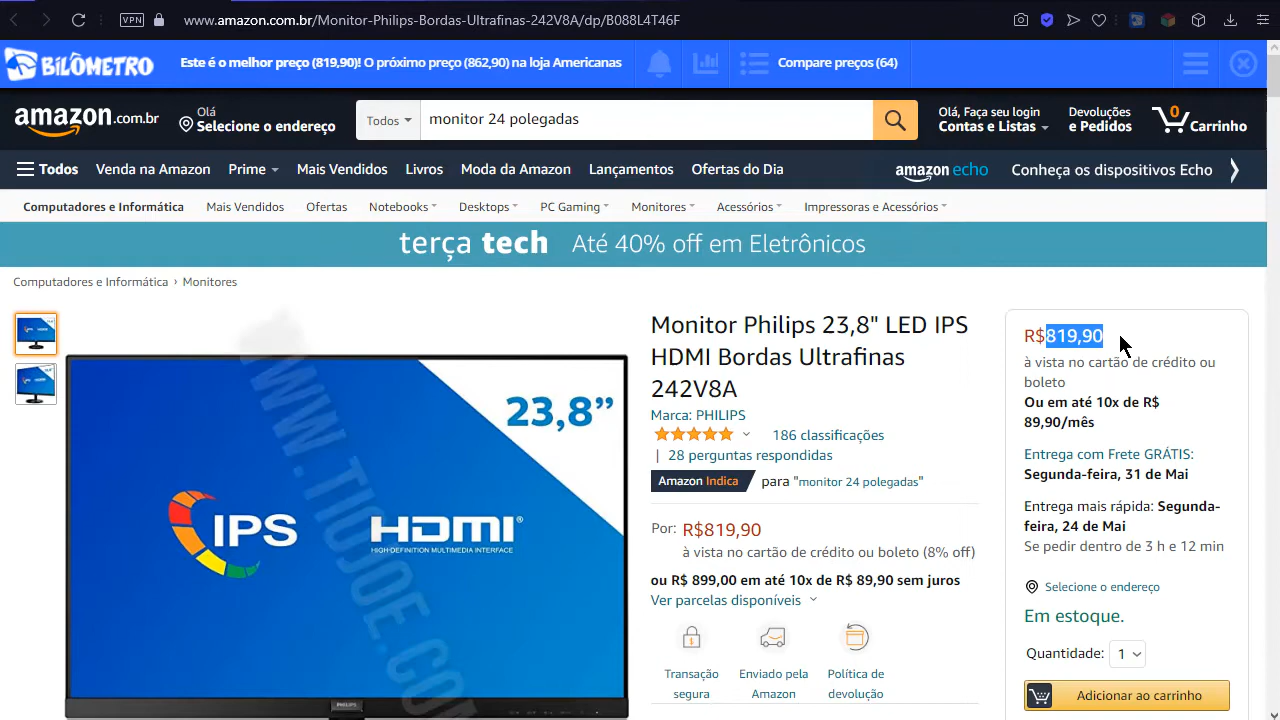 VPN
www.amazon.com.br/Monitor-Philips-Bordas-Ultrafinas-242V8A/dp/B088L4T46F
BILÔMETRO
Este é o melhor preço (819,90)! O próximo preço (862,90) na loja Americanas
Compare preços (64)
amazon.com.br
Olá
Selecione o endereço
Todos
monitor 24 polegadas
Olá, Faça seu login
Contas e Listas
Devoluções
e Pedidos
0
Carrinho
Todos
Venda na Amazon
Prime
Mais Vendidos
Livros
Moda da Amazon
Lançamentos
Ofertas do Dia
amazon echo
Conheça os dispositivos Echo
Computadores e Informática
Mais Vendidos
Ofertas
Notebooks
Desktops
PC Gaming
Monitores
Acessórios
Impressoras e Acessórios
terça tech Até 40% off em Eletrônicos
Computadores e Informática › Monitores
23,8”
IPS
HDMI®
HIGH-DEFINITION MULTIMEDIA INTERFACE
PHILIPS
WWW.TIOJOE.COM
Monitor Philips 23,8" LED IPS
HDMI Bordas Ultrafinas
242V8A
Marca: PHILIPS
186 classificações
| 28 perguntas respondidas
Amazon Indica para "monitor 24 polegadas"
Por: R$819,90
à vista no cartão de crédito ou boleto (8% off)
ou R$ 899,00 em até 10x de R$ 89,90 sem juros
Ver parcelas disponíveis
Transação
segura
Enviado pela
Amazon
Política de
devolução
R$819,90
à vista no cartão de crédito ou
boleto
Ou em até 10x de R$
89,90/mês
Entrega com Frete GRÁTIS:
Segunda-feira, 31 de Mai
Entrega mais rápida: Segunda-
feira, 24 de Mai
Se pedir dentro de 3 h e 12 min
Selecione o endereço
Em estoque.
Quantidade: 1
Adicionar ao carrinho